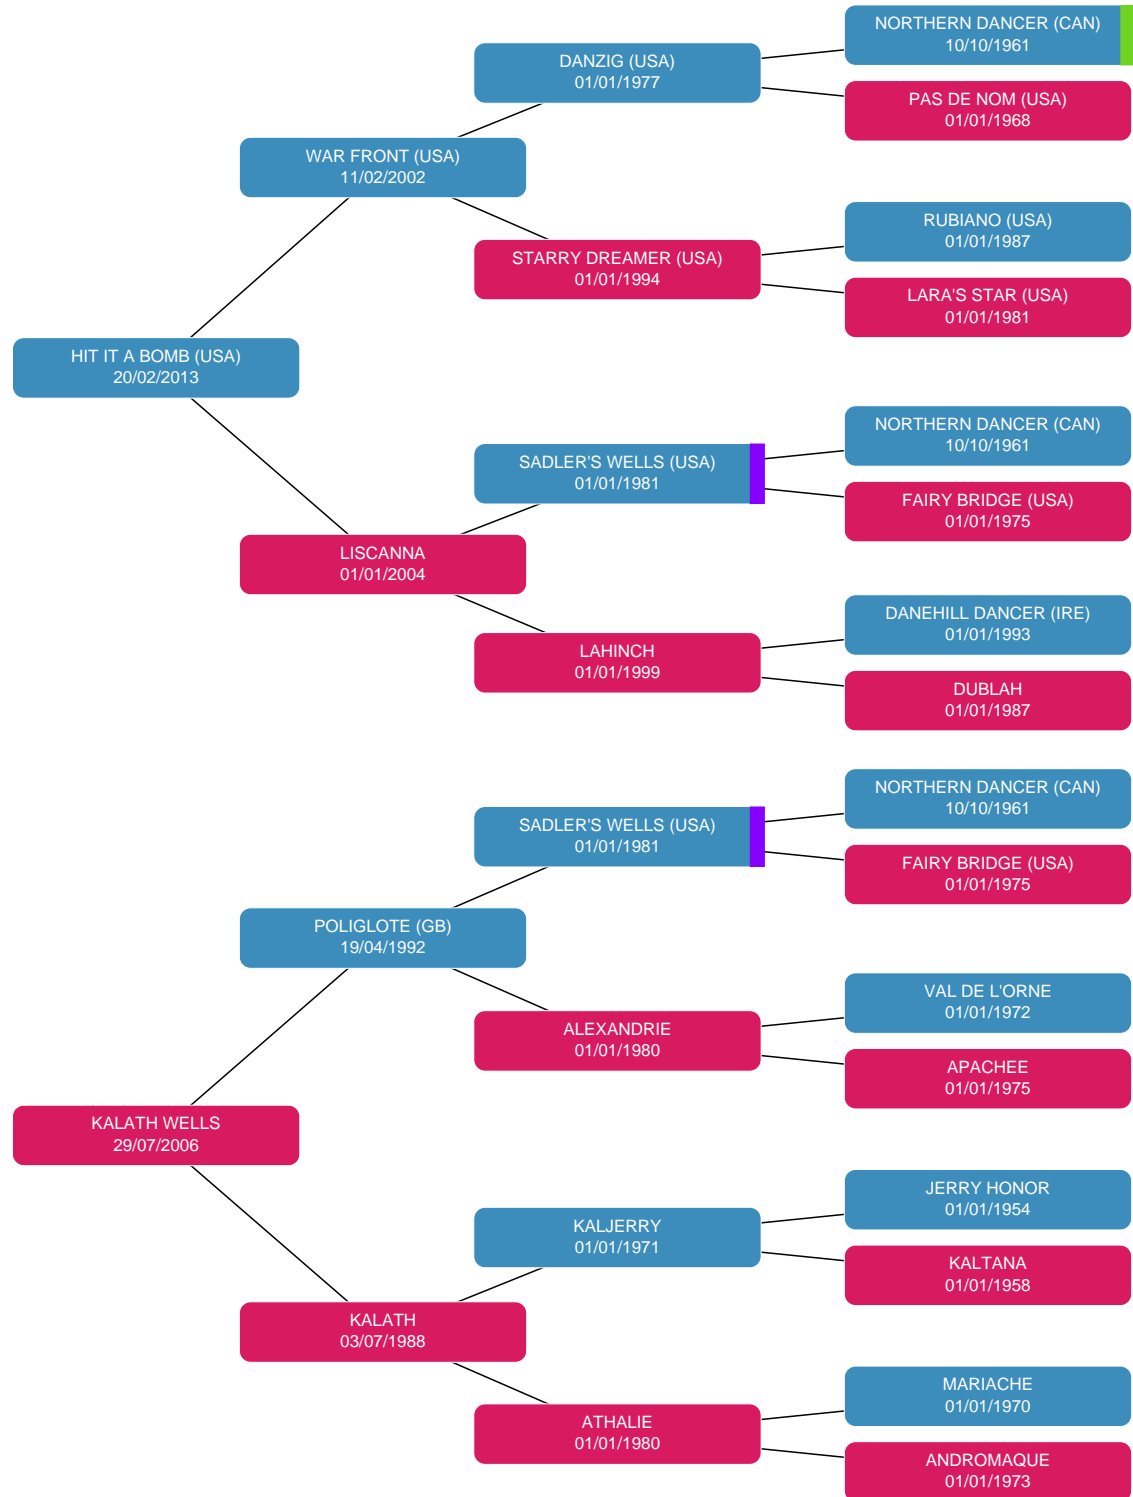 NORTHERN DANCER (CAN)
10/10/1961
DANZIG (USA)
01/01/1977
PAS DE NOM (USA)
01/01/1968
WAR FRONT (USA)
11/02/2002
RUBIANO (USA)
01/01/1987
STARRY DREAMER (USA)
01/01/1994
LARA'S STAR (USA)
01/01/1981
HIT IT A BOMB (USA)
20/02/2013
NORTHERN DANCER (CAN)
10/10/1961
SADLER'S WELLS (USA)
01/01/1981
FAIRY BRIDGE (USA)
01/01/1975
LISCANNA
01/01/2004
DANEHILL DANCER (IRE)
01/01/1993
LAHINCH
01/01/1999
DUBLAH
01/01/1987
NORTHERN DANCER (CAN)
10/10/1961
SADLER'S WELLS (USA)
01/01/1981
FAIRY BRIDGE (USA)
01/01/1975
POLIGLOTE (GB)
19/04/1992
VAL DE L'ORNE
01/01/1972
ALEXANDRIE
01/01/1980
APACHEE
01/01/1975
KALATH WELLS
29/07/2006
JERRY HONOR
01/01/1954
KALJERRY
01/01/1971
KALTANA
01/01/1958
KALATH
03/07/1988
MARIACHE
01/01/1970
ATHALIE
01/01/1980
ANDROMAQUE
01/01/1973